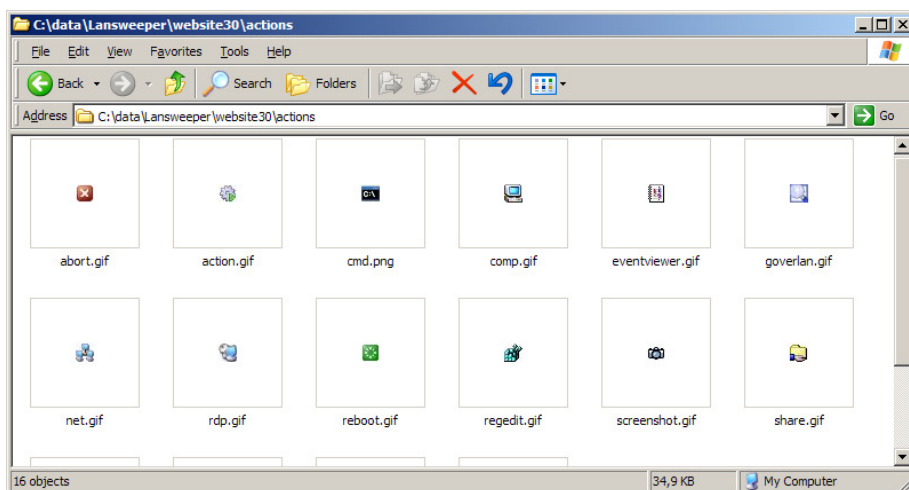 C:\data\Lansweeper\website30\actions
File Edit View Favorites Tools Help
Back Search Folders
Address C:\data\Lansweeper\website30\actions Go
C:\
abort.gif action.gif cmd.png comp.gif eventviewer.gif goverlan.gif
net.gif rdp.gif reboot.gif regedit.gif screenshot.gif share.gif
16 objects 34,9 KB My Computer